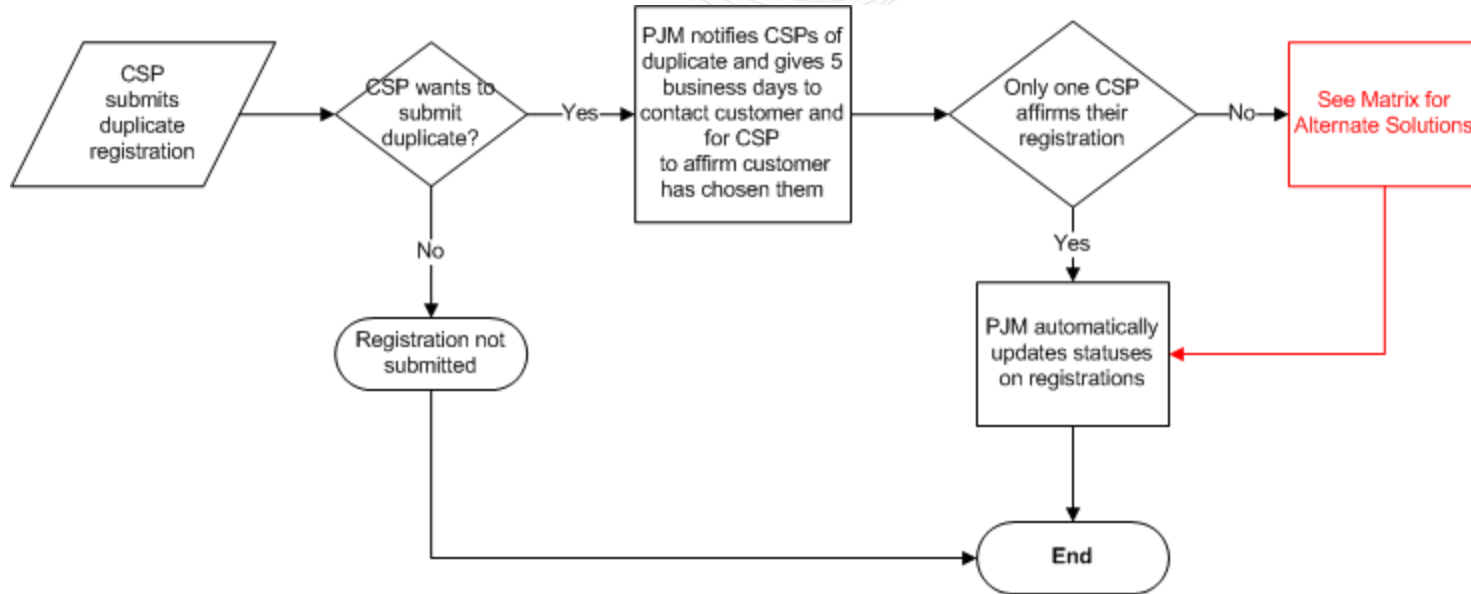 CSP
submits
duplicate
registration
CSP wants to
submit
duplicate?
Yes
PJM notifies CSPs of
duplicate and gives 5
business days to
contact customer and
for CSP
to affirm customer
has chosen them
Only one CSP
affirms their
registration
No
See Matrix for
Alternate Solutions
No
Yes
Registration not
submitted
PJM automatically
updates statuses
on registrations
End